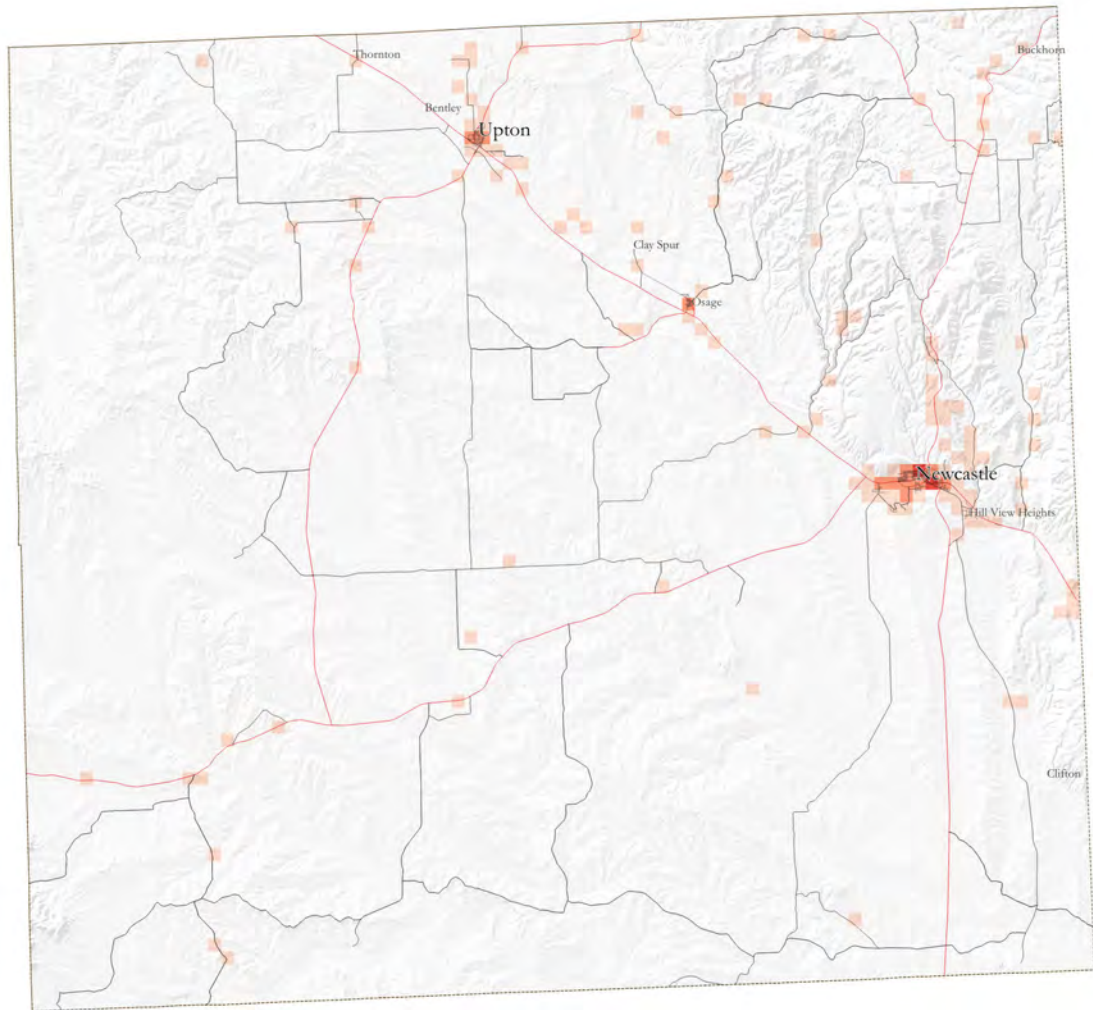 Buckhorn
Thornton
Bentley
Upton
Clay Spur
Osage
Newcastle
Hill View Heights
Clifton